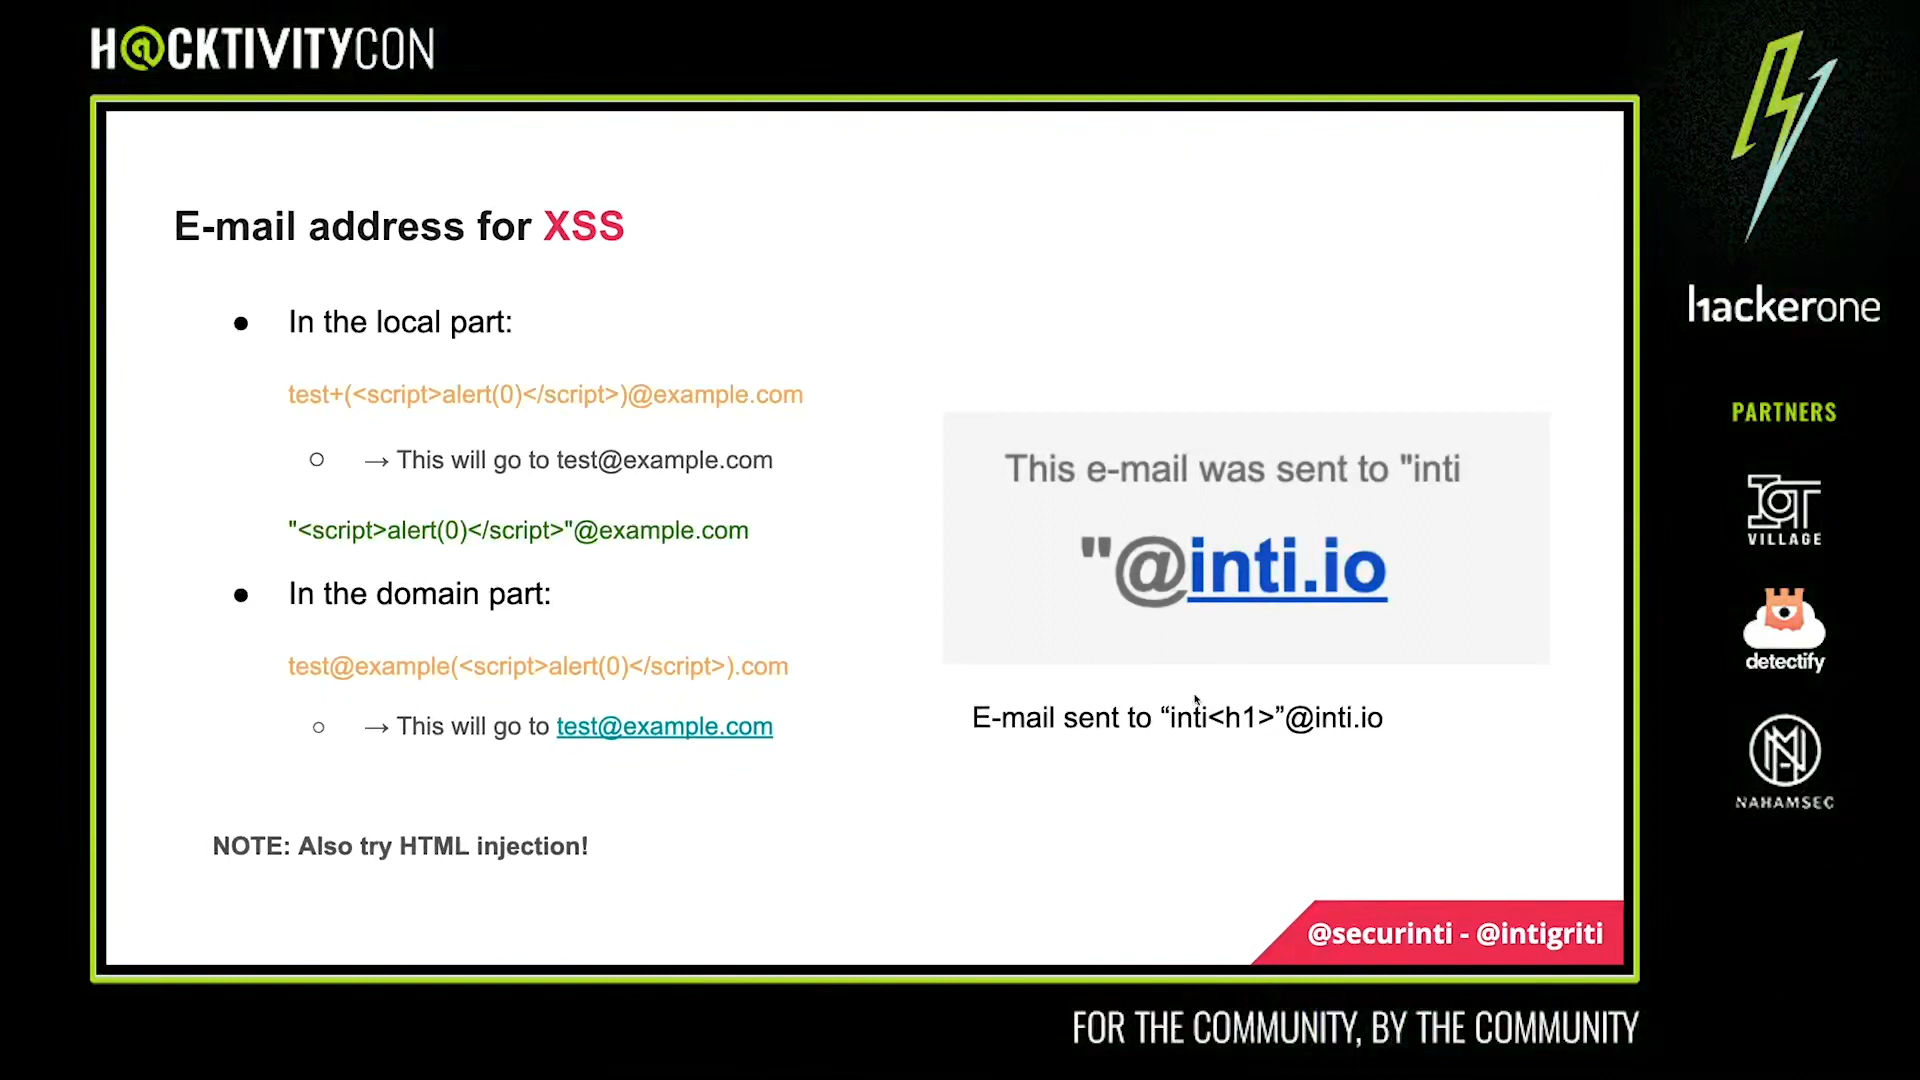 H@CKTIVITYCON
E-mail address for XSS
● In the local part:
test+(<script>alert(0)</script>)@example.com
○ → This will go to test@example.com
"<script>alert(0)</script>"@example.com
● In the domain part:
test@example(<script>alert(0)</script>).com
○ → This will go to test@example.com
NOTE: Also try HTML injection!
This e-mail was sent to "inti
"@inti.io
E-mail sent to “inti<h1>”@inti.io
@securinti - @intigriti
hackerone
PARTNERS
IOT
VILLAGE
detectify
NAHAMSEC
FOR THE COMMUNITY, BY THE COMMUNITY